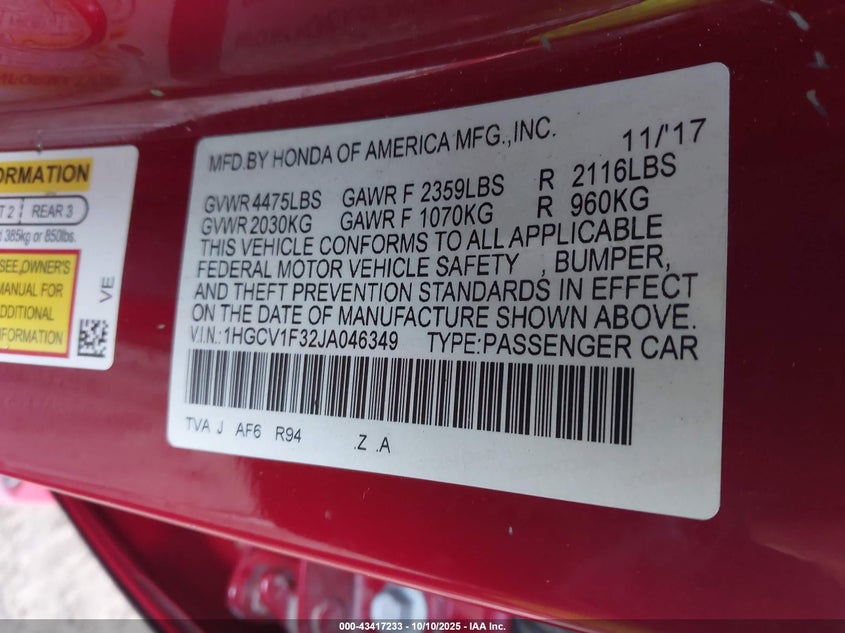 MFD.BY HONDA OF AMERICA MFG.,INC. 11/'17
GVWR 4475LBS GAWR F 2359LBS R 2116LBS
GVWR 2030KG GAWR F 1070KG R 960KG
THIS VEHICLE CONFORMS TO ALL APPLICABLE
FEDERAL MOTOR VEHICLE SAFETY , BUMPER,
AND THEFT PREVENTION STANDARDS IN EFFECT
ON THE DATE OF MANUFACTURE SHOWN ABOVE.
V.I.N.:1HGCV1F32JA046349 TYPE:PASSENGER CAR
TVA J AF6 R94 .Z .A
ORMATION
T 2 REAR 3
d 385kg or 850lbs.
SEE OWNER'S
MANUAL FOR
ADDITIONAL
INFORMATION
VE
000-43417233 - 10/10/2025 - IAA Inc.